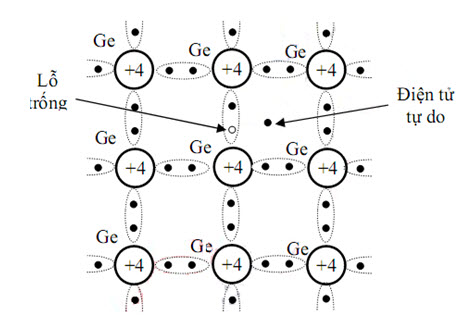 Ge Ge Ge
+4 +4 +4
Lỗ
trống
Điện tử
tự do
Ge Ge Ge
+4 +4 +4
Ge Ge Ge
+4 +4 +4